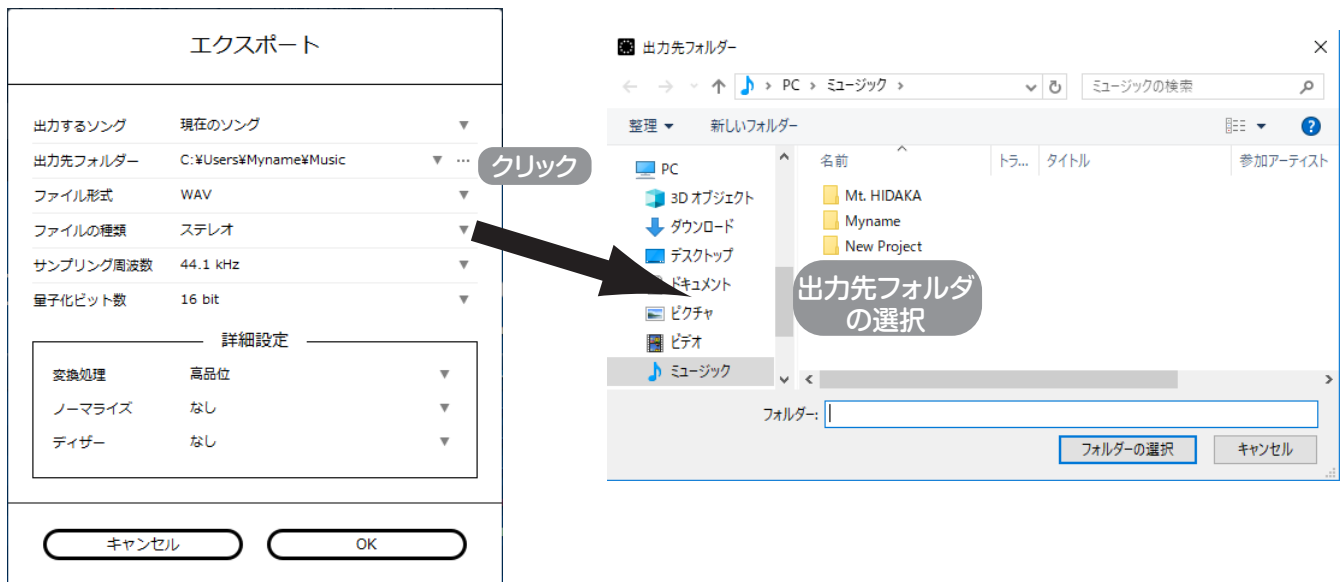 エクスポート
出力するソング 現在のソング
出力先フォルダー C:¥Users¥Myname¥Music ... クリック
ファイル形式 WAV
ファイルの種類 ステレオ
サンプリング周波数 44.1 kHz
量子化ビット数 16 bit
詳細設定
変換処理 高品位
ノーマライズ なし
ディザー なし
キャンセル OK
出力先フォルダー
PC > ミュージック > ミュージックの検索
整理 新しいフォルダー
名前 トラ... タイトル 参加アーティスト
PC
3D オブジェクト
ダウンロード
デスクトップ
ドキュメント
ピクチャ
ビデオ
ミュージック
Mt. HIDAKA
Myname
New Project
出力先フォルダ
の選択
フォルダー:
フォルダーの選択 キャンセル